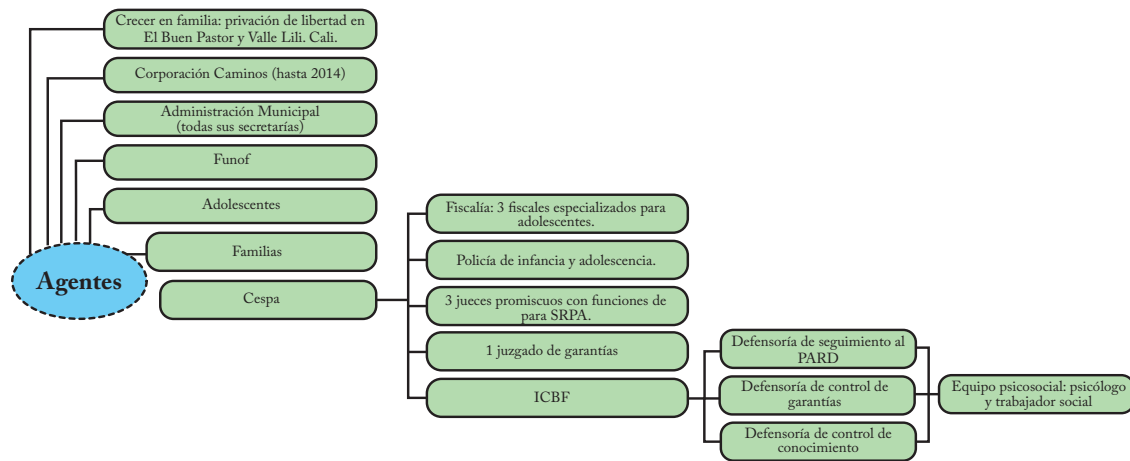 Crecer en familia: privación de libertad en
El Buen Pastor y Valle Lili. Cali.
Corporación Caminos (hasta 2014)
Administración Municipal
(todas sus secretarías)
Funof
Adolescentes
Familias
Cespa
Agentes
Fiscalía: 3 fiscales especializados para
adolescentes.
Policía de infancia y adolescencia.
3 jueces promiscuos con funciones de
para SRPA.
1 juzgado de garantías
ICBF
Defensoría de seguimiento al
PARD
Defensoría de control de
garantías
Defensoría de control de
conocimiento
Equipo psicosocial: psicólogo
y trabajador social